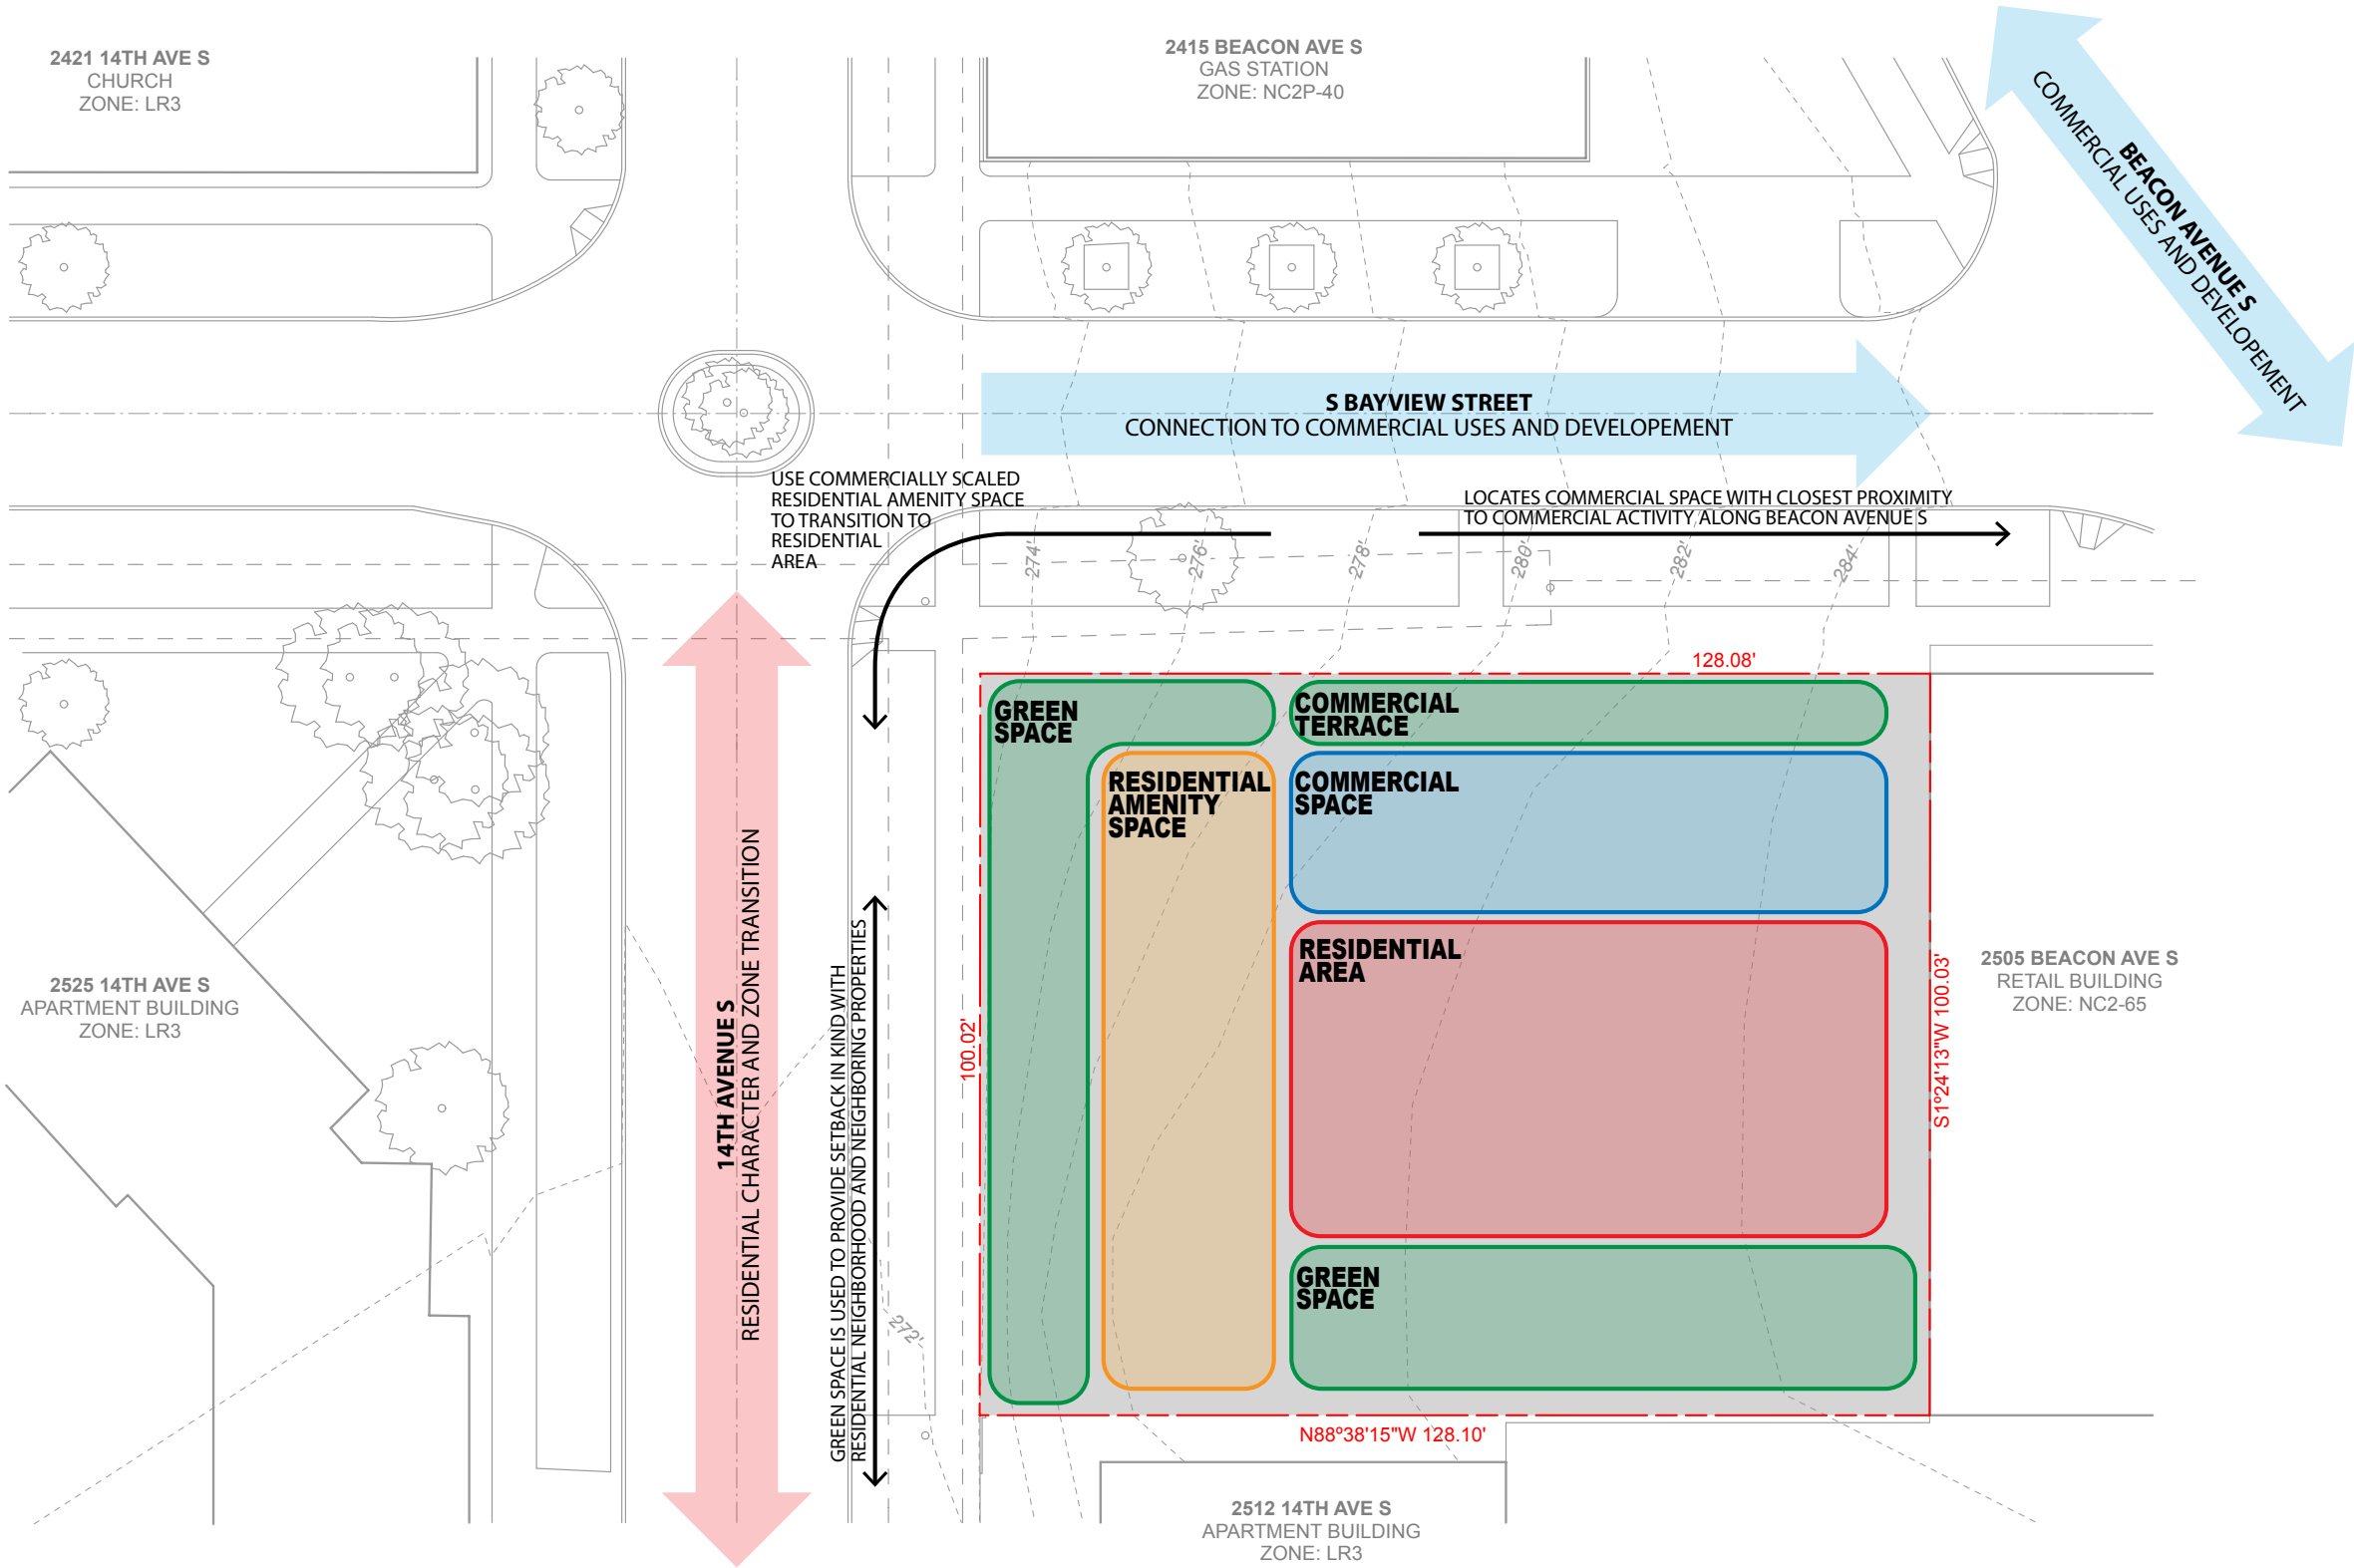 2421 14TH AVE S
CHURCH
ZONE: LR3
2415 BEACON AVE S
GAS STATION
ZONE: NC2P-40
BEACON AVENUE S
COMMERCIAL USES AND DEVELOPEMENT
S BAYVIEW STREET
CONNECTION TO COMMERCIAL USES AND DEVELOPEMENT
USE COMMERCIALLY SCALED
RESIDENTIAL AMENITY SPACE
TO TRANSITION TO
RESIDENTIAL
AREA
LOCATES COMMERCIAL SPACE WITH CLOSEST PROXIMITY
TO COMMERCIAL ACTIVITY ALONG BEACON AVENUE S
274'
276'
278'
280'
282'
284'
128.08'
GREEN
SPACE
COMMERCIAL
TERRACE
RESIDENTIAL
AMENITY
SPACE
COMMERCIAL
SPACE
RESIDENTIAL
AREA
GREEN
SPACE
14TH AVENUE S
RESIDENTIAL CHARACTER AND ZONE TRANSITION
GREEN SPACE IS USED TO PROVIDE SETBACK IN KIND WITH
RESIDENTIAL NEIGHBORHOOD AND NEIGHBORING PROPERTIES
100.02'
S1º24'13"W 100.03'
2525 14TH AVE S
APARTMENT BUILDING
ZONE: LR3
2505 BEACON AVE S
RETAIL BUILDING
ZONE: NC2-65
272'
N88º38'15"W 128.10'
2512 14TH AVE S
APARTMENT BUILDING
ZONE: LR3